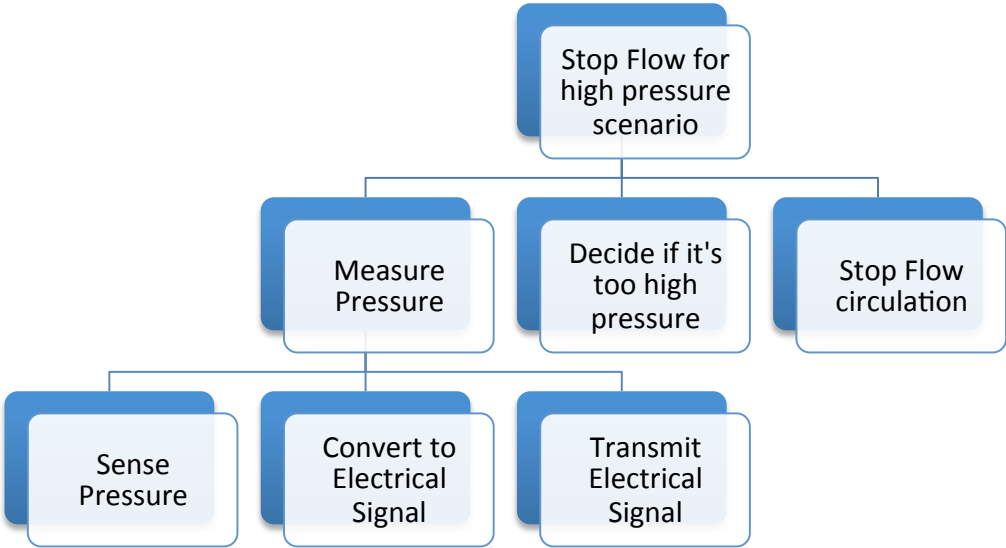 Stop Flow for
high pressure
scenario
Measure
Pressure
Decide if it's
too high
pressure
Stop Flow
circulation
Sense
Pressure
Convert to
Electrical
Signal
Transmit
Electrical
Signal